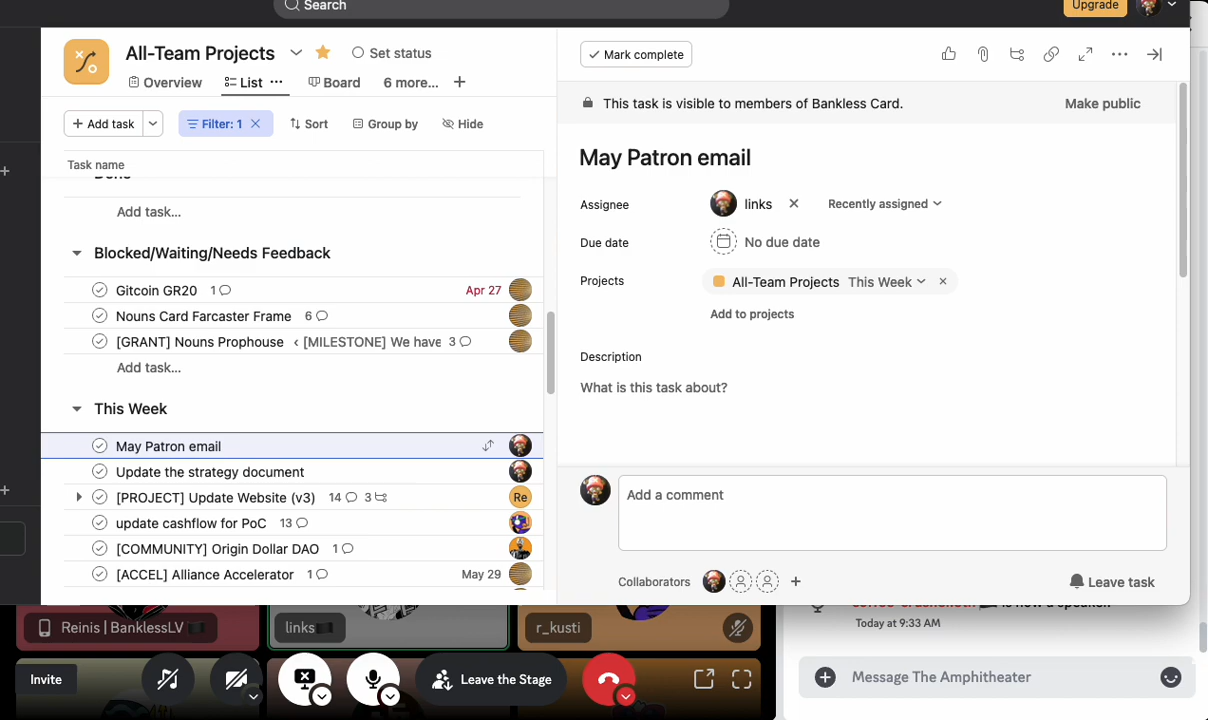 Search
Upgrade
All-Team Projects
Set status
Overview
List
Board
6 more...
Add task
Filter: 1
Sort
Group by
Hide
Task name
Done
Add task...
Blocked/Waiting/Needs Feedback
Gitcoin GR20 1 Apr 27
Nouns Card Farcaster Frame 6
[GRANT] Nouns Prophouse ‹ [MILESTONE] We have 3
Add task...
This Week
May Patron email
Update the strategy document
[PROJECT] Update Website (v3) 14 3 Re
update cashflow for PoC 13
[COMMUNITY] Origin Dollar DAO 1
[ACCEL] Alliance Accelerator 1 May 29
Mark complete
This task is visible to members of Bankless Card.
Make public
May Patron email
Assignee links Recently assigned
Due date No due date
Projects All-Team Projects This Week
Add to projects
Description
What is this task about?
Add a comment
Collaborators
Leave task
Reinis | BanklessLV
links
r_kusti
is now a speaker.
Today at 9:33 AM
Invite
Leave the Stage
Message The Amphitheater